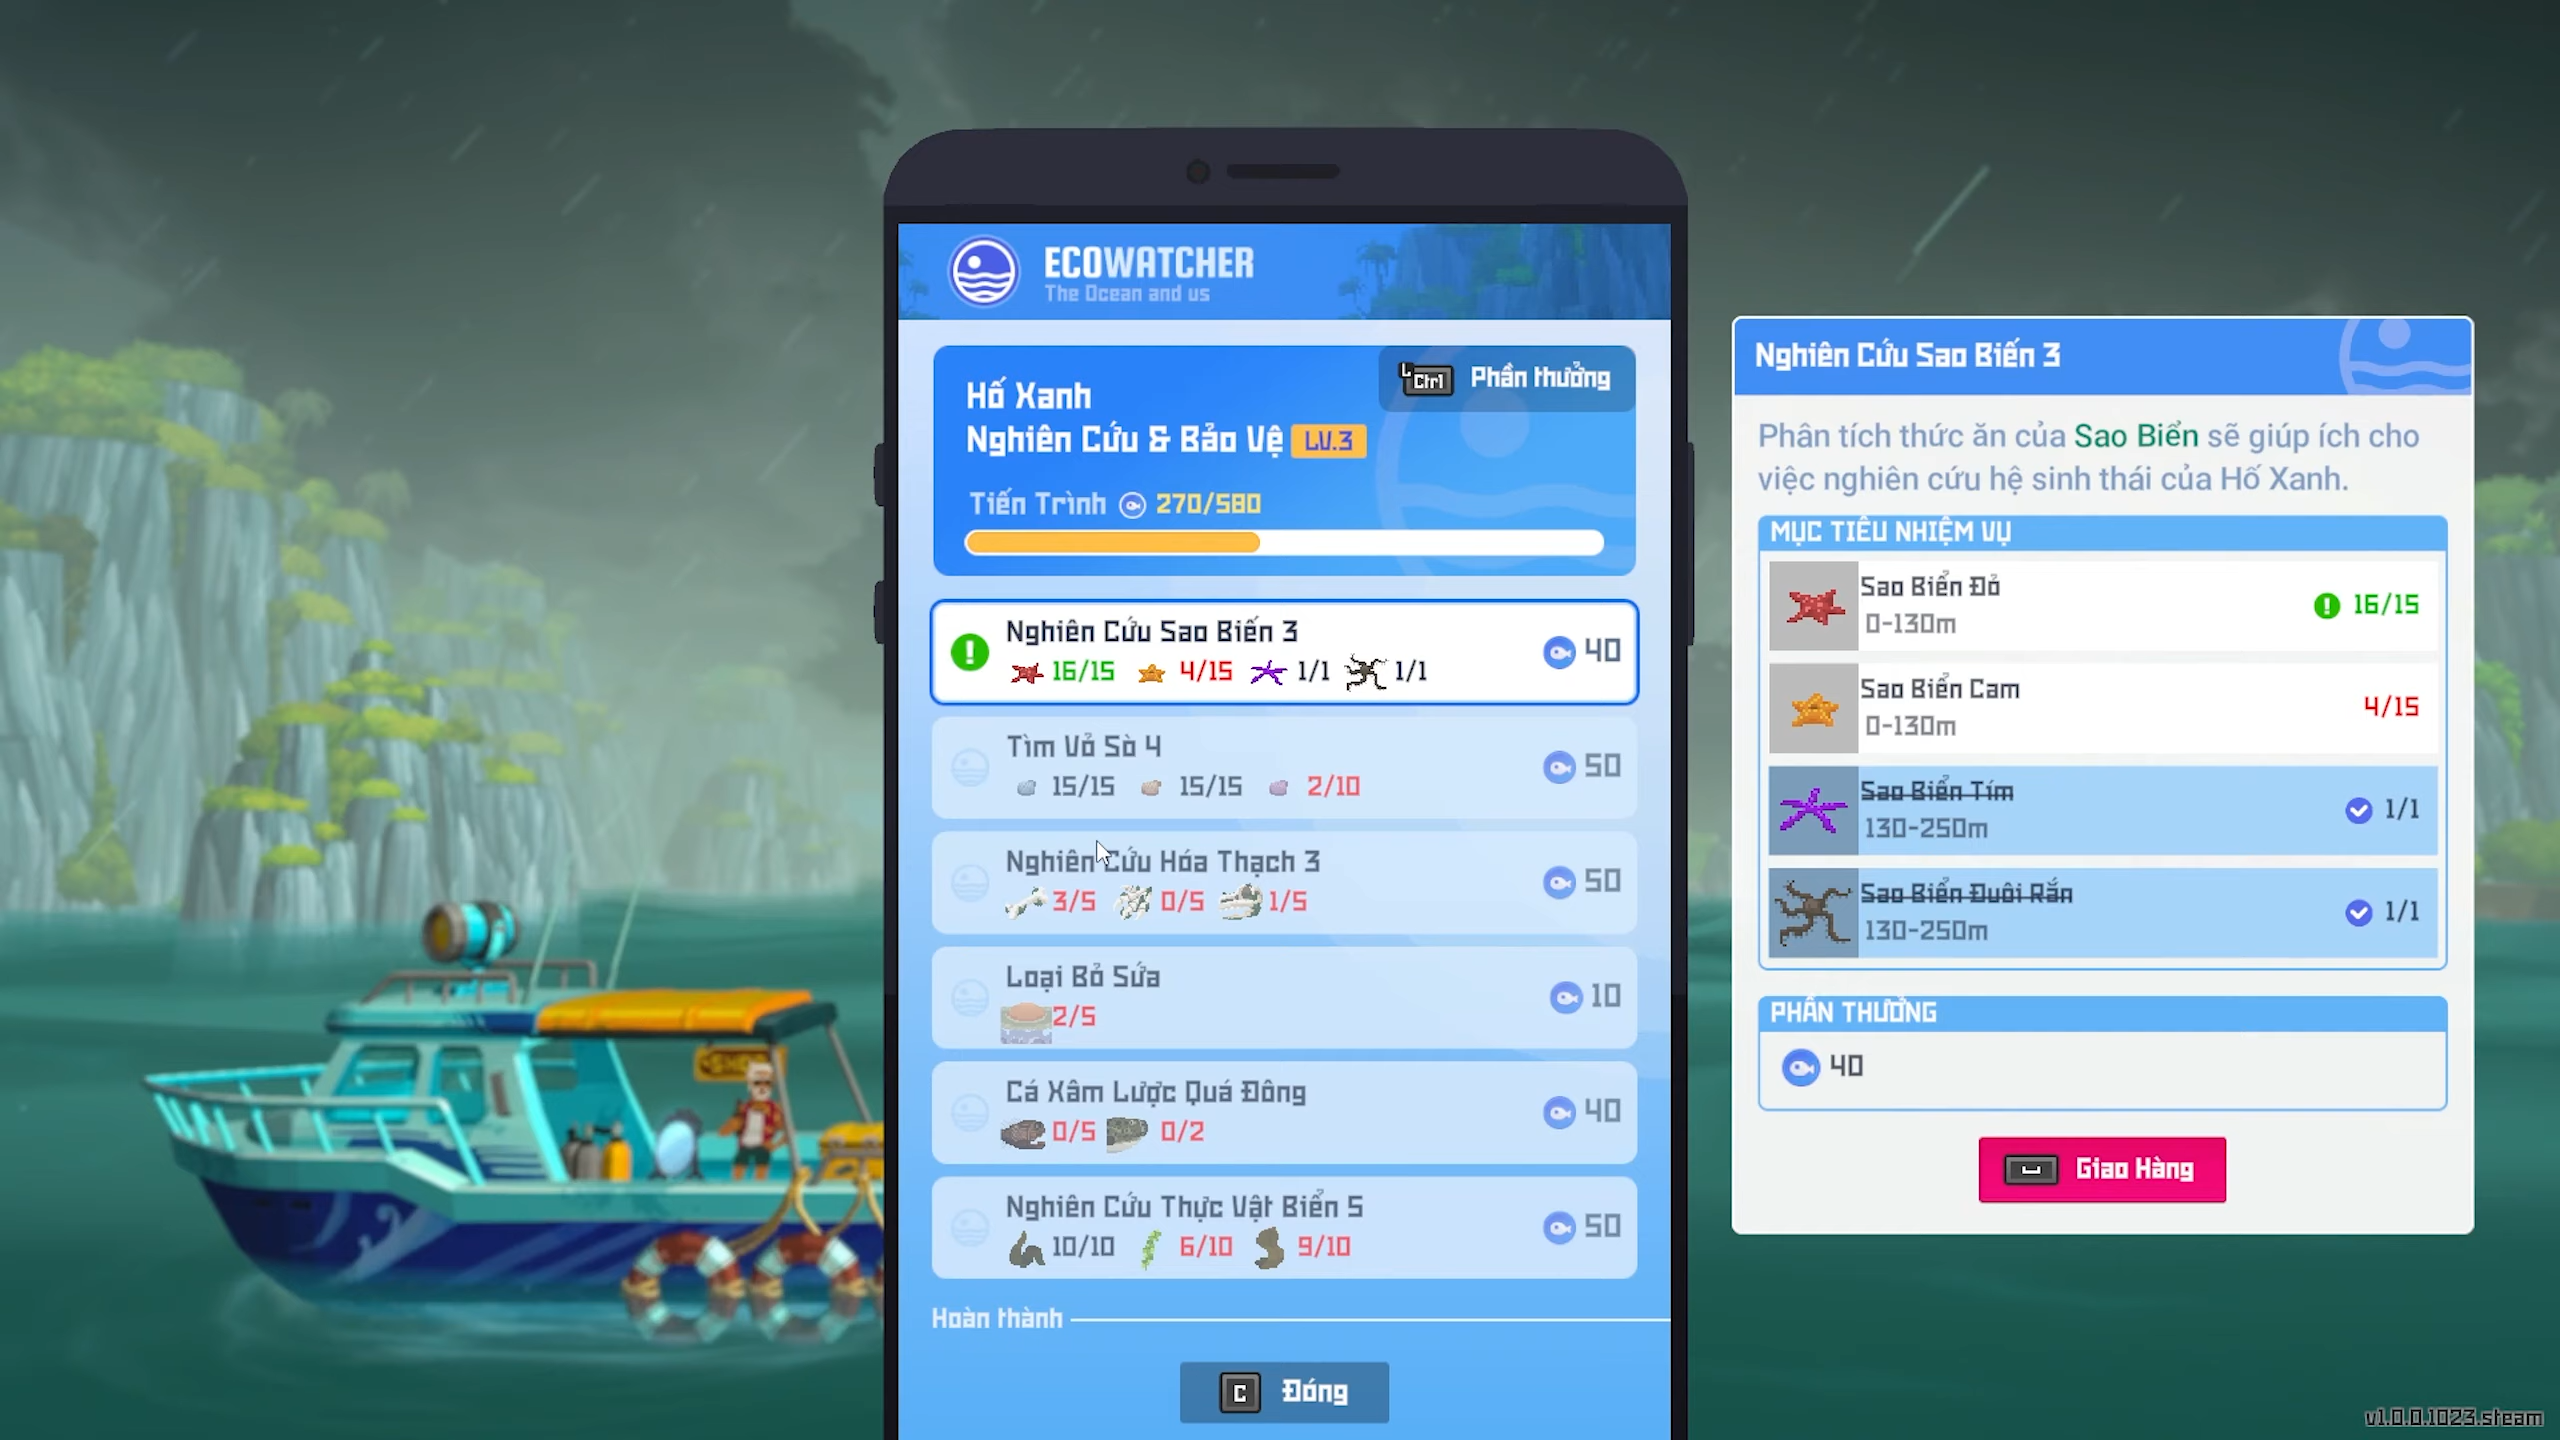 ECOWATCHER
The Ocean and us
Hố Xanh
Nghiên Cứu & Bảo Vệ LV.3
L Ctrl Phần thưởng
Tiến Trình 270/580
Nghiên Cứu Sao Biển 3
16/15 4/15 1/1 1/1
40
Tìm Vỏ Sò 4
15/15 15/15 2/10
50
Nghiên Cứu Hóa Thạch 3
3/5 0/5 1/5
50
Loại Bỏ Sứa
2/5
10
Cá Xâm Lược Quá Đông
0/5 0/2
40
Nghiên Cứu Thực Vật Biển 5
10/10 6/10 9/10
50
Hoàn thành
C Đóng
Nghiên Cứu Sao Biển 3
Phân tích thức ăn của Sao Biển sẽ giúp ích cho
việc nghiên cứu hệ sinh thái của Hố Xanh.
MỤC TIÊU NHIỆM VỤ
Sao Biển Đỏ
0-130m
16/15
Sao Biển Cam
0-130m
4/15
Sao Biển Tím
130-250m
1/1
Sao Biển Đuôi Rắn
130-250m
1/1
PHẦN THƯỞNG
40
Giao Hàng
v1.0.0.1023.steam